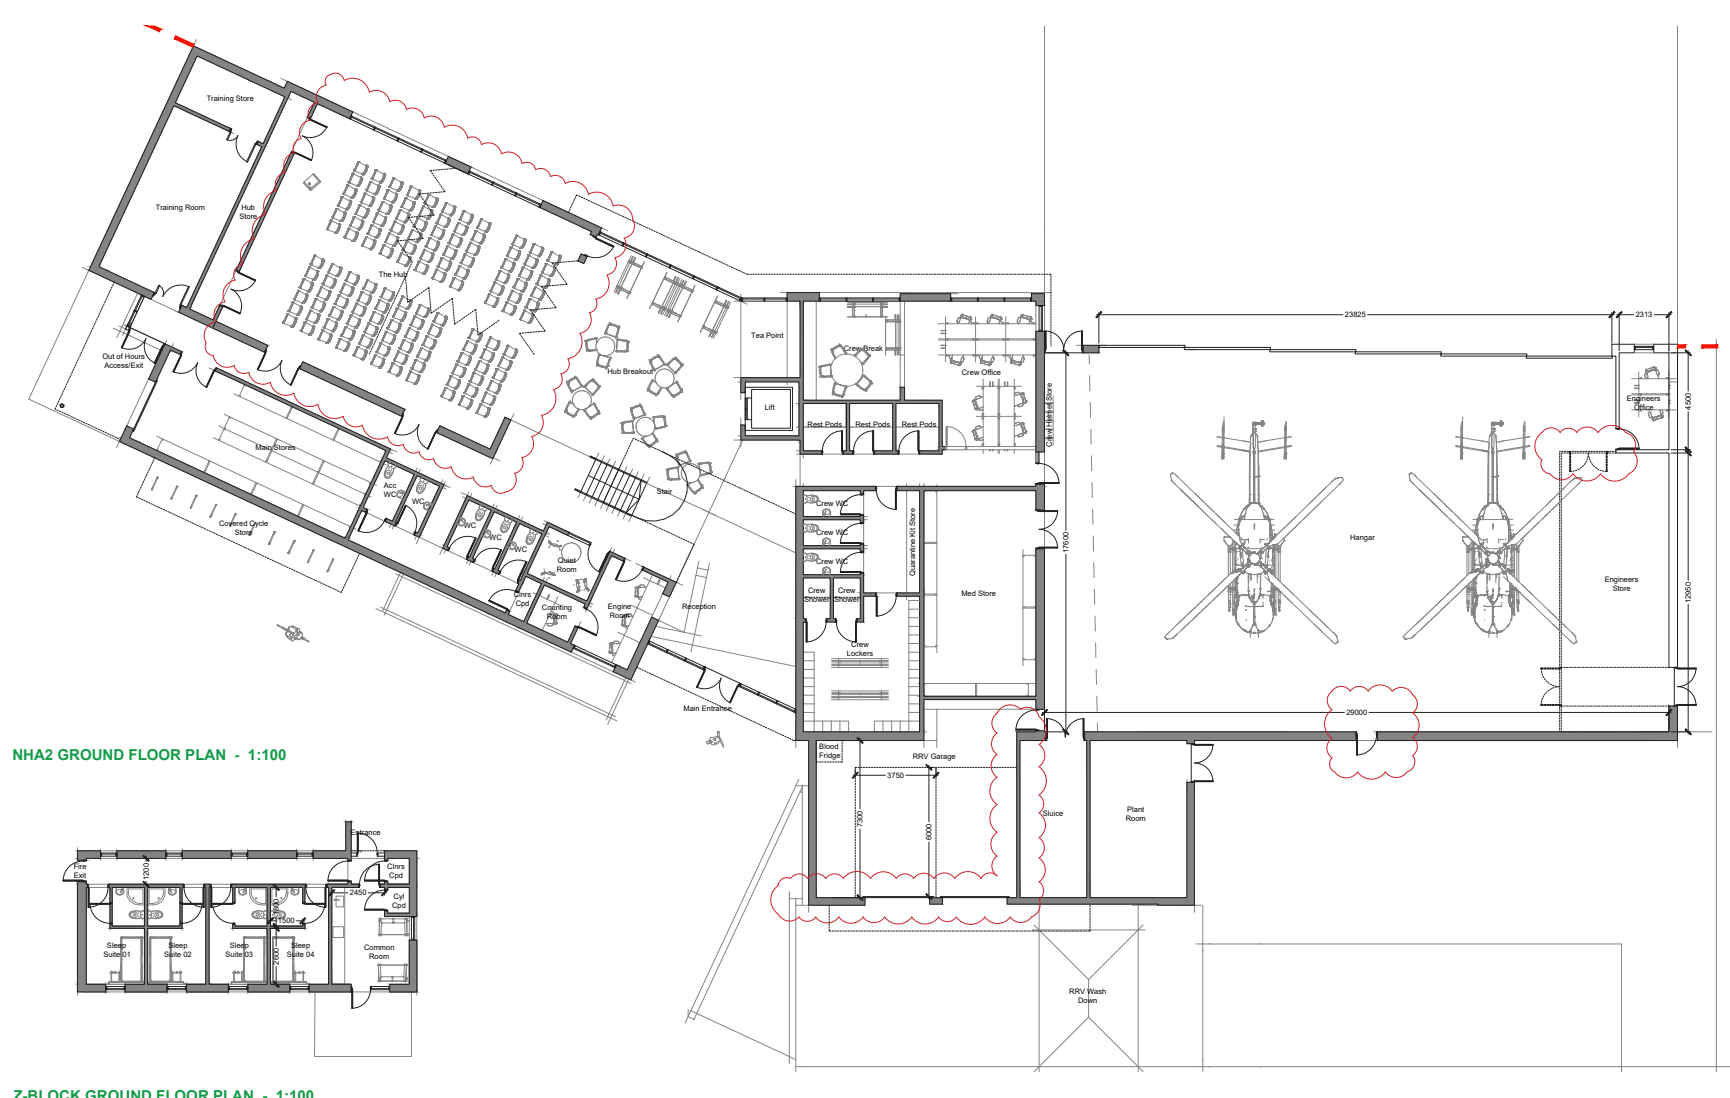 Training Store
Training Room
Hub
Store
The Hub
Out of Hours
Access/Exit
Main Stores
Covered Cycle
Store
Acc
WC
WC
WC
WC
WC
Quiet
Room
Clnrs
Cpd
Counting
Room
Engine
Room
Reception
Main Entrance
Stair
Hub Breakout
Tea Point
Lift
Crew Break
Crew Office
Rest Pods
Rest Pods
Rest Pods
Crew Helmet Store
Crew WC
Crew WC
Crew WC
Quarantine Kit Store
Crew
Shower
Crew
Shower
Crew
Lockers
Med Store
23825
2313
17600
Engineers
Office
4500
Hangar
Engineers
Store
12950
29000
Blood
Fridge
RRV Garage
3750
7300
6000
Sluice
Plant
Room
RRV Wash
Down
NHA2 GROUND FLOOR PLAN - 1:100
Entrance
Fire
Exit
1200
Clnrs
Cpd
2450
Cyl
Cpd
1500
2600
Sleep
Suite 01
Sleep
Suite 02
Sleep
Suite 03
Sleep
Suite 04
Common
Room
Z-BLOCK GROUND FLOOR PLAN - 1:100